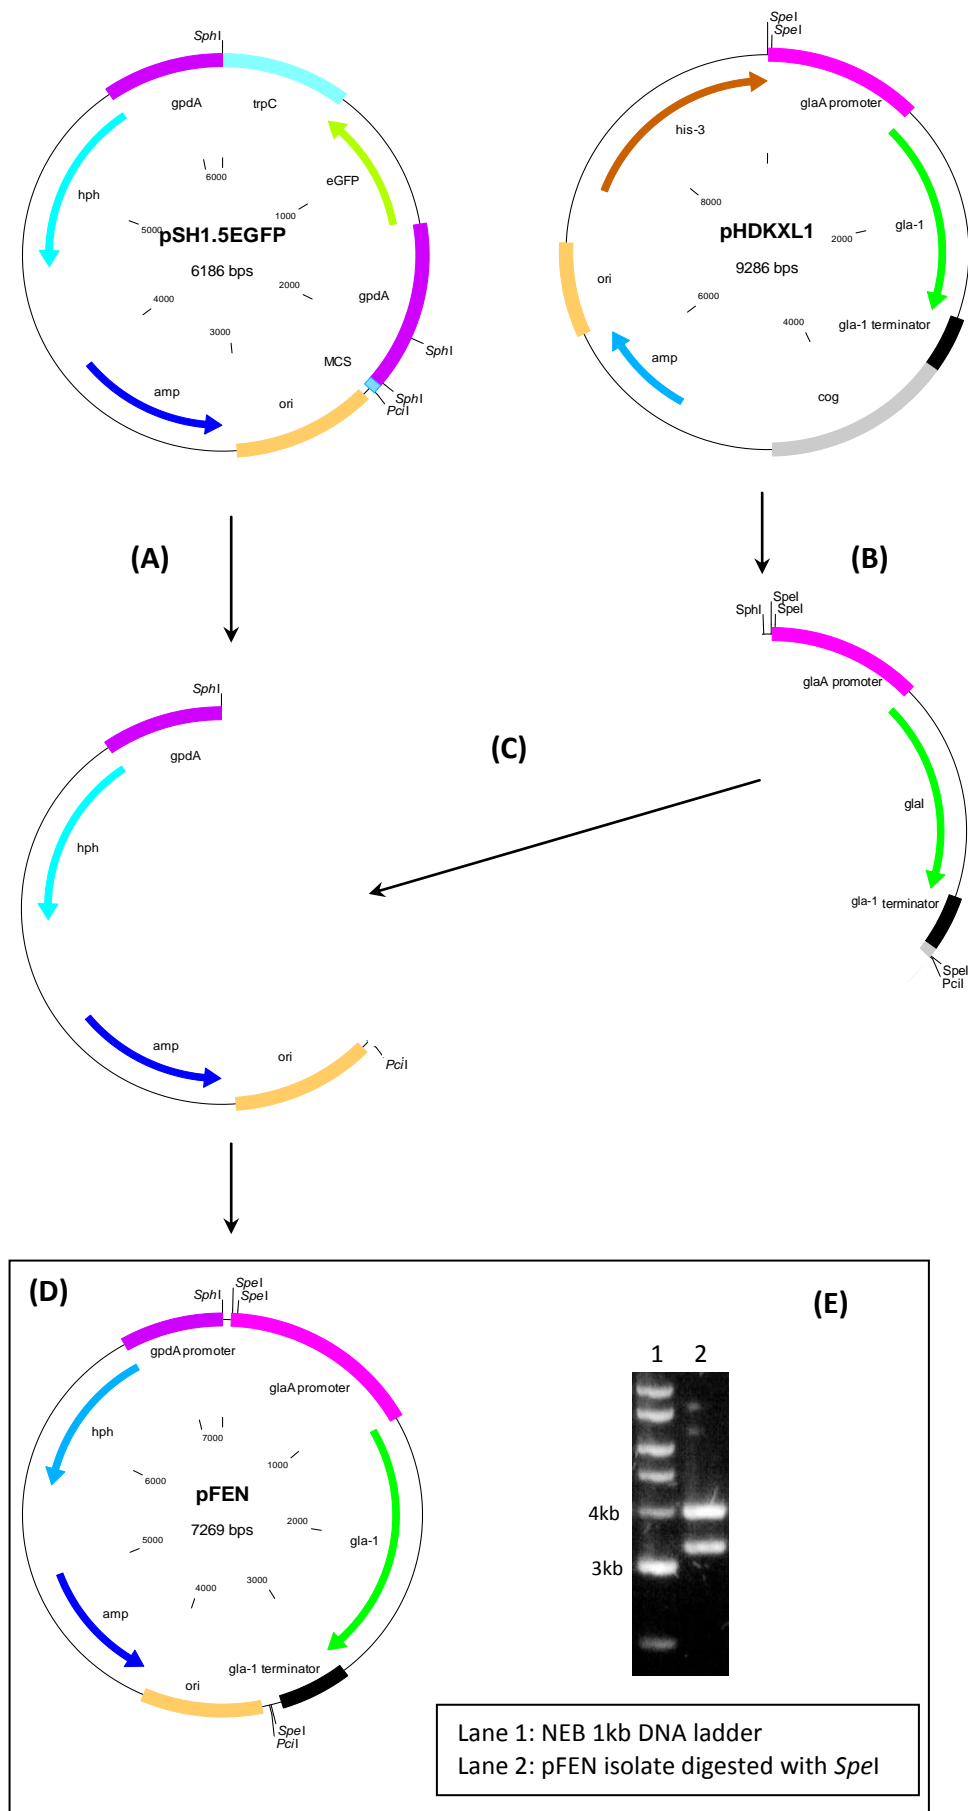 SphI
gpdA
trpC
hph
6000
eGFP
1000
5000
pSH1.5EGFP
6186 bps
2000
4000
gpdA
3000
SphI
MCS
SphI
PciI
amp
ori
SpeI
SpeI
glaA promoter
his-3
8000
pHDKXL1
9286 bps
2000
gla-1
ori
6000
4000
gla-1 terminator
amp
cog
(A)
(B)
SpeI
SphI
SpeI
glaA promoter
glaI
gla-1 terminator
SpeI
PciI
(C)
SphI
gpdA
hph
amp
ori
PciI
(D)
SpeI
SphI
SpeI
gpdA promoter
glaA promoter
hph
7000
1000
6000
pFEN
7269 bps
2000
gla-1
5000
3000
4000
amp
gla-1 terminator
ori
SpeI
PciI
(E)
1 2
4kb
3kb
Lane 1: NEB 1kb DNA ladder
Lane 2: pFEN isolate digested with SpeI